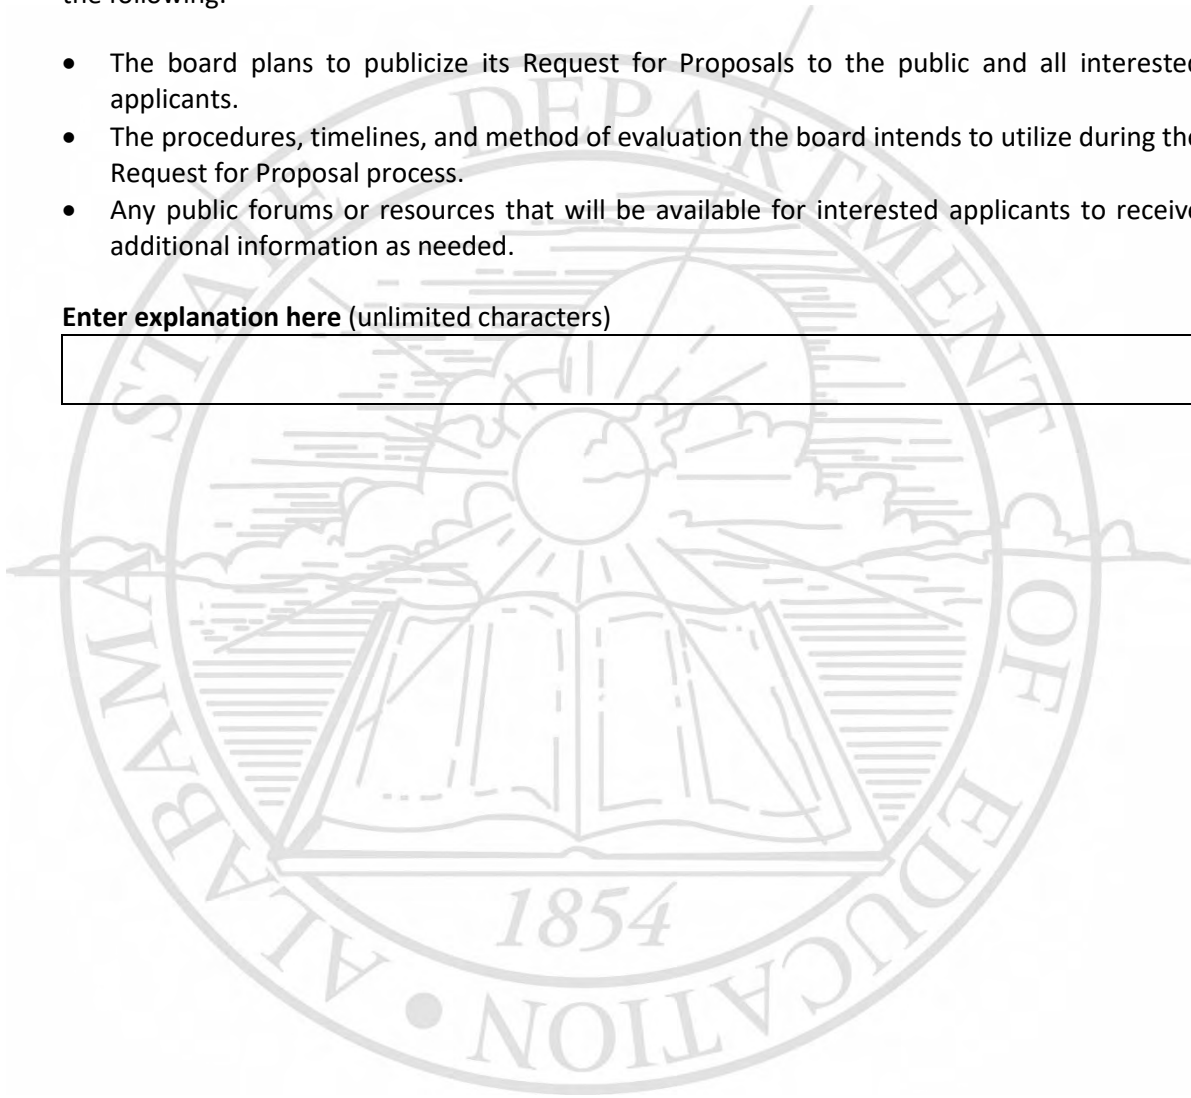 the following:
• The board plans to publicize its Request for Proposals to the public and all interested
applicants.
• The procedures, timelines, and method of evaluation the board intends to utilize during the
Request for Proposal process.
• Any public forums or resources that will be available for interested applicants to receive
additional information as needed.
Enter explanation here (unlimited characters)
ALABAMA STATE DEPARTMENT OF EDUCATION •
1854